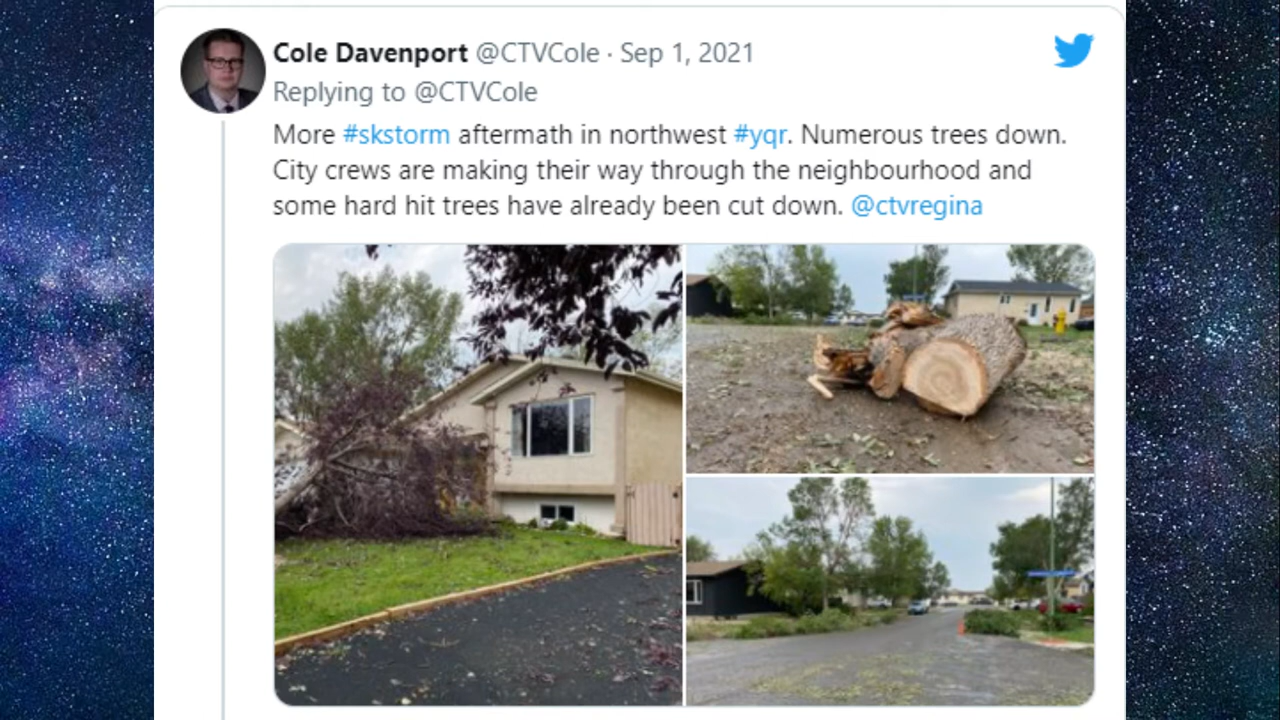 Cole Davenport @CTVCole · Sep 1, 2021
Replying to @CTVCole
More #skstorm aftermath in northwest #yqr. Numerous trees down.
City crews are making their way through the neighbourhood and
some hard hit trees have already been cut down. @ctvregina